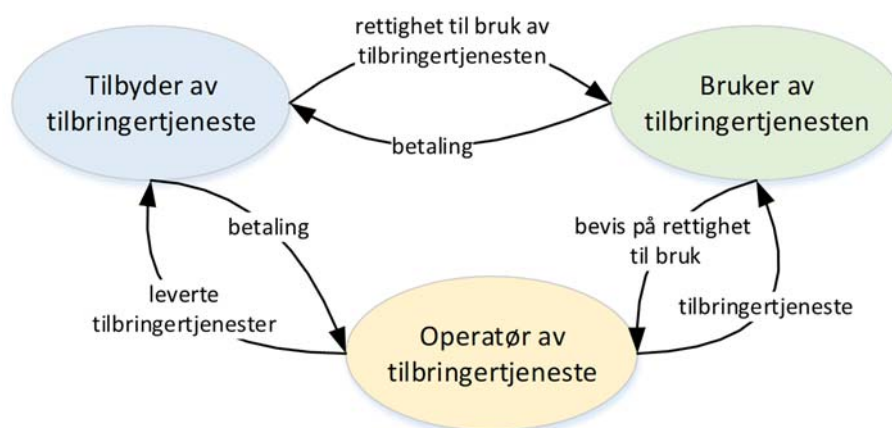 rettighet til bruk av
tilbringertjenesten
Tilbyder av
tilbringertjeneste
Bruker av
tilbringertjenesten
betaling
betaling
bevis på rettighet
til bruk
leverte
tilbringertjenester
tilbringertjeneste
Operatør av
tilbringertjeneste